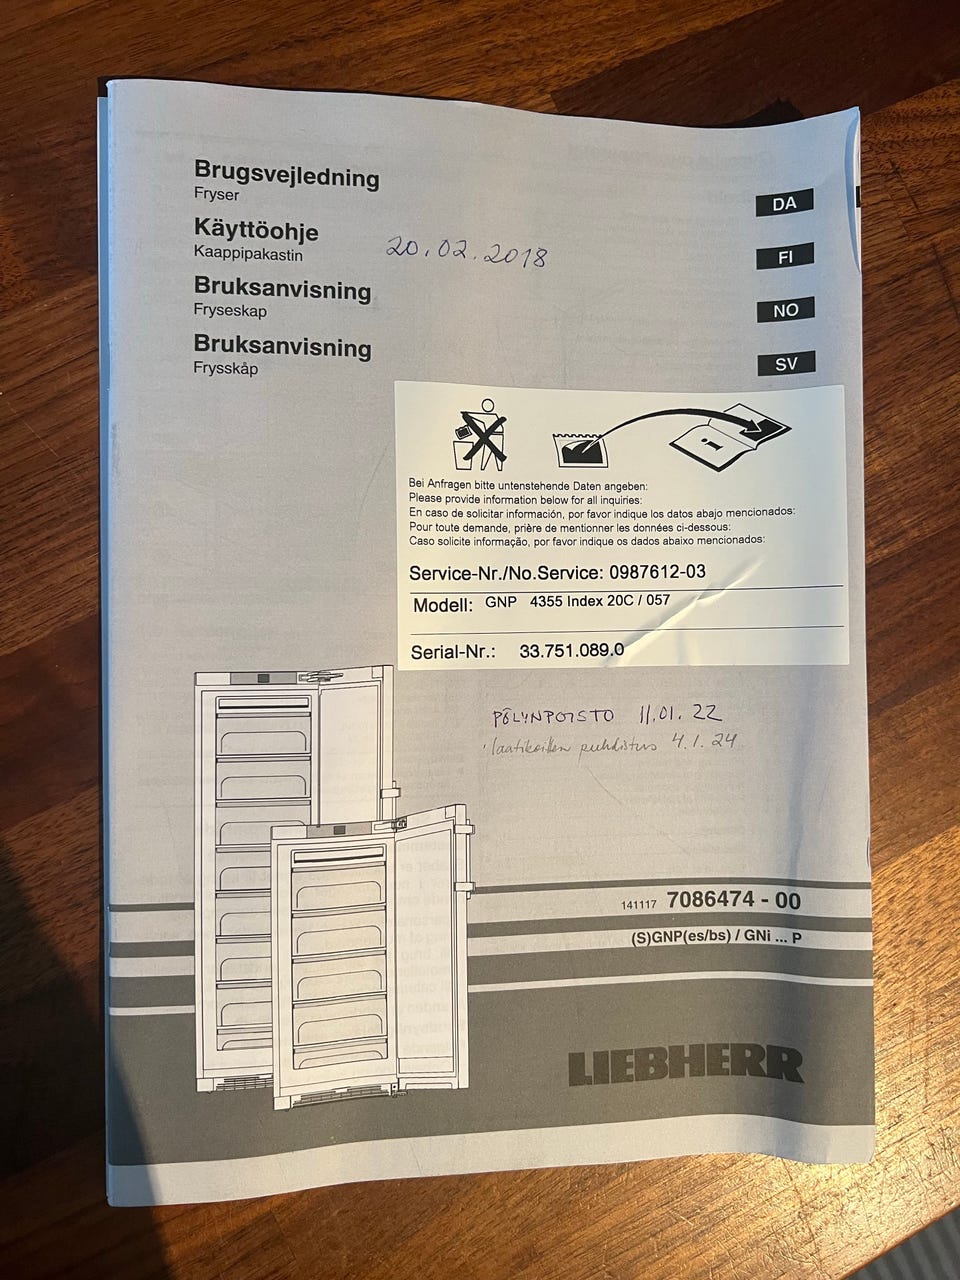 Brugsvejledning
Fryser
DA
Käyttöohje
Kaappipakastin
20.02.2018
FI
Bruksanvisning
Fryseskap
NO
Bruksanvisning
Frysskåp
SV
i
Bei Anfragen bitte untenstehende Daten angeben:
Please provide information below for all inquiries:
En caso de solicitar información, por favor indique los datos abajo mencionados:
Pour toute demande, prière de mentionner les données ci-dessous:
Caso solicite informação, por favor indique os dados abaixo mencionados:
Service-Nr./No.Service: 0987612-03
Modell: GNP 4355 Index 20C / 057
Serial-Nr.: 33.751.089.0
PÖLYNPOISTO 11.01.22
laatikoiden puhdistus 4.1.24
141117 7086474 - 00
(S)GNP(es/bs) / GNi ... P
LIEBHERR